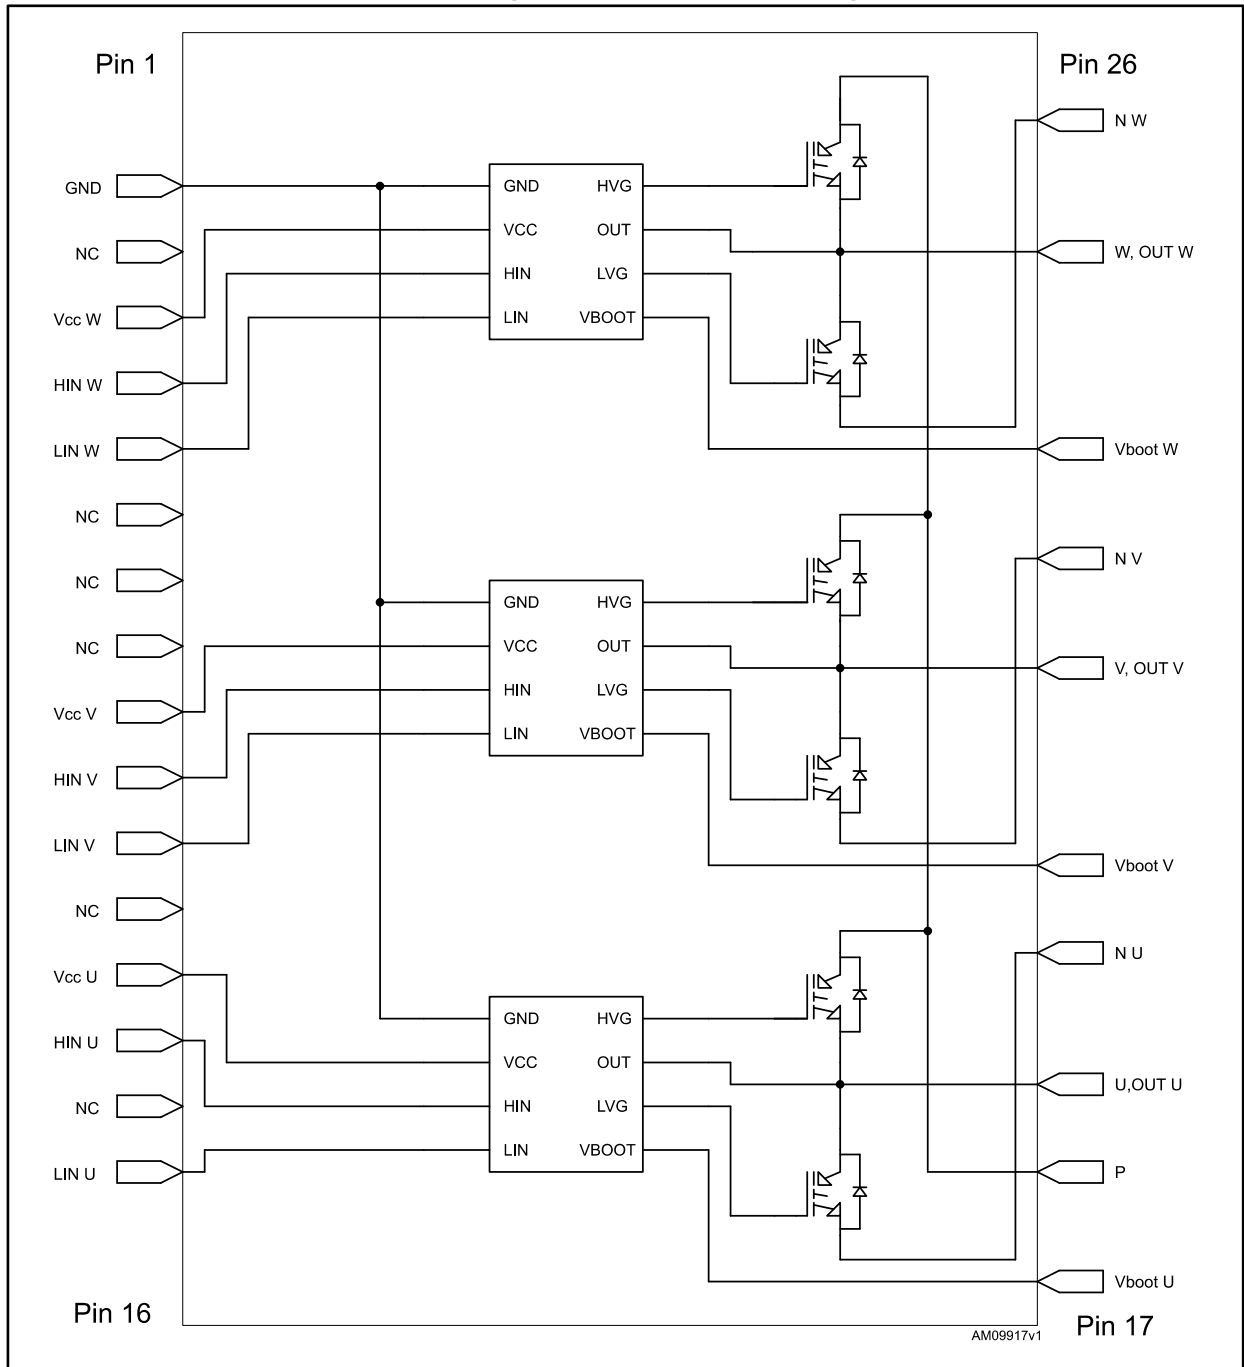 Pin 1
Pin 26
GND
NC
Vcc W
HIN W
LIN W
NC
NC
NC
Vcc V
HIN V
LIN V
NC
Vcc U
HIN U
NC
LIN U
Pin 16
GND HVG
VCC OUT
HIN LVG
LIN VBOOT
GND HVG
VCC OUT
HIN LVG
LIN VBOOT
GND HVG
VCC OUT
HIN LVG
LIN VBOOT
N W
W, OUT W
Vboot W
N V
V, OUT V
Vboot V
N U
U,OUT U
P
Vboot U
Pin 17
AM09917v1